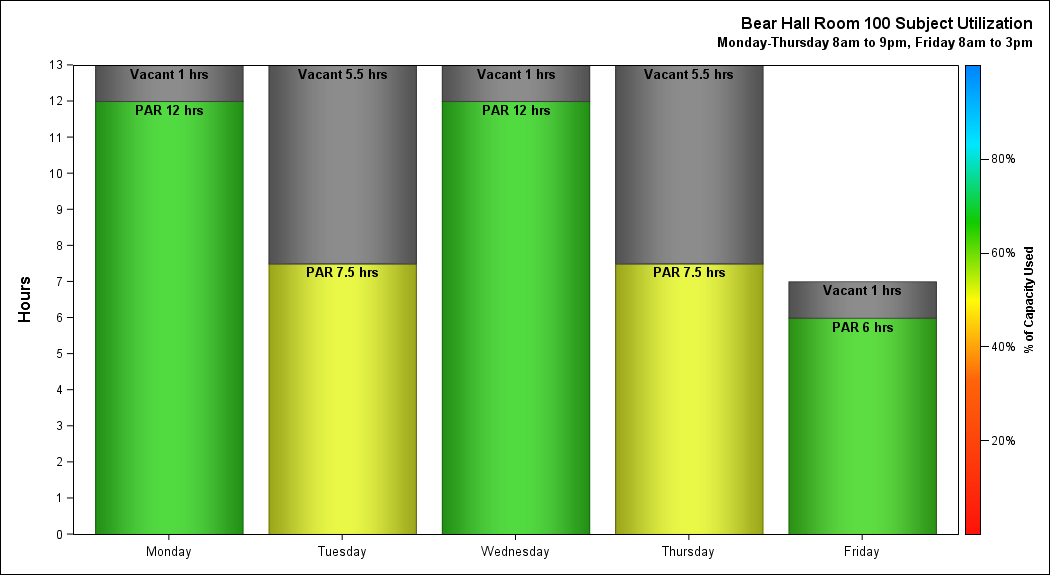 Bear Hall Room 100 Subject Utilization
Monday-Thursday 8am to 9pm, Friday 8am to 3pm
13
12
11
10
9
8
7
6
5
4
3
2
1
0
Hours
Vacant 1 hrs
PAR 12 hrs
Vacant 5.5 hrs
PAR 7.5 hrs
Vacant 1 hrs
PAR 12 hrs
Vacant 5.5 hrs
PAR 7.5 hrs
Vacant 1 hrs
PAR 6 hrs
Monday
Tuesday
Wednesday
Thursday
Friday
80%
60%
40%
20%
% of Capacity Used